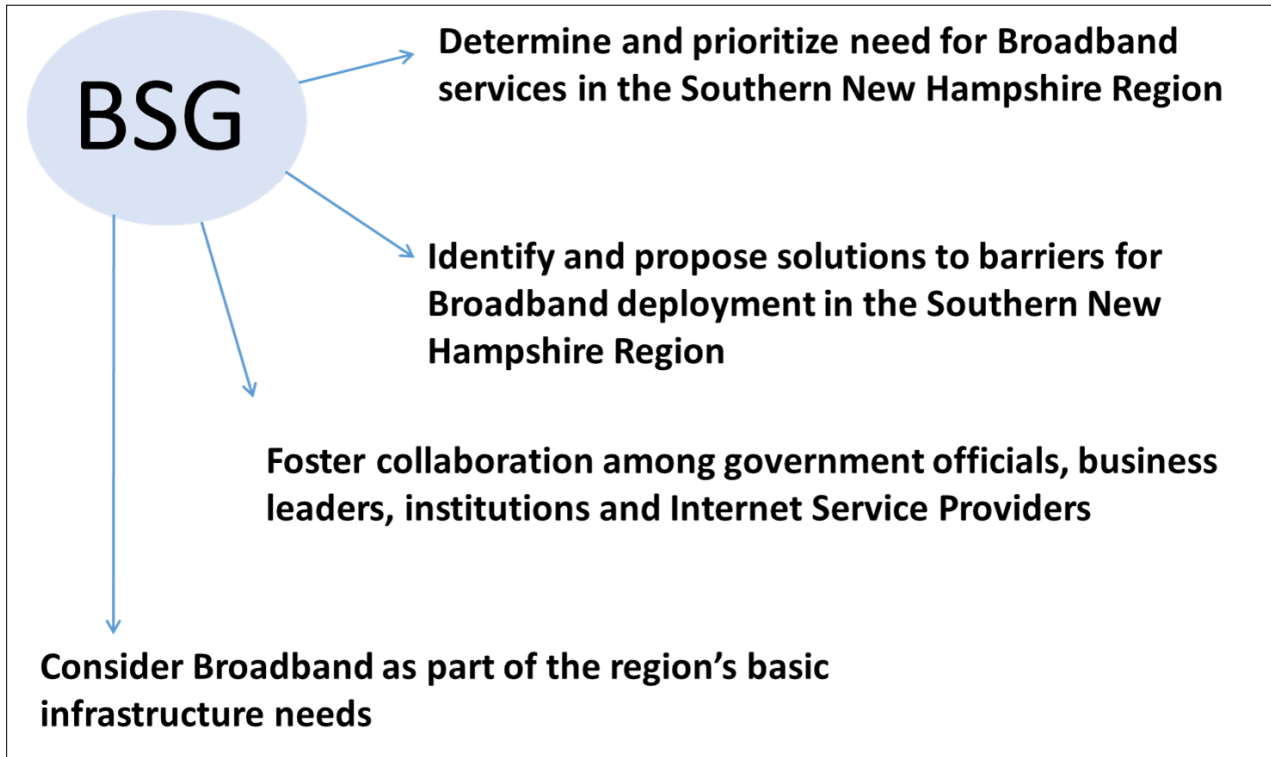 BSG
Determine and prioritize need for Broadband
services in the Southern New Hampshire Region
Identify and propose solutions to barriers for
Broadband deployment in the Southern New
Hampshire Region
Foster collaboration among government officials, business
leaders, institutions and Internet Service Providers
Consider Broadband as part of the region’s basic
infrastructure needs